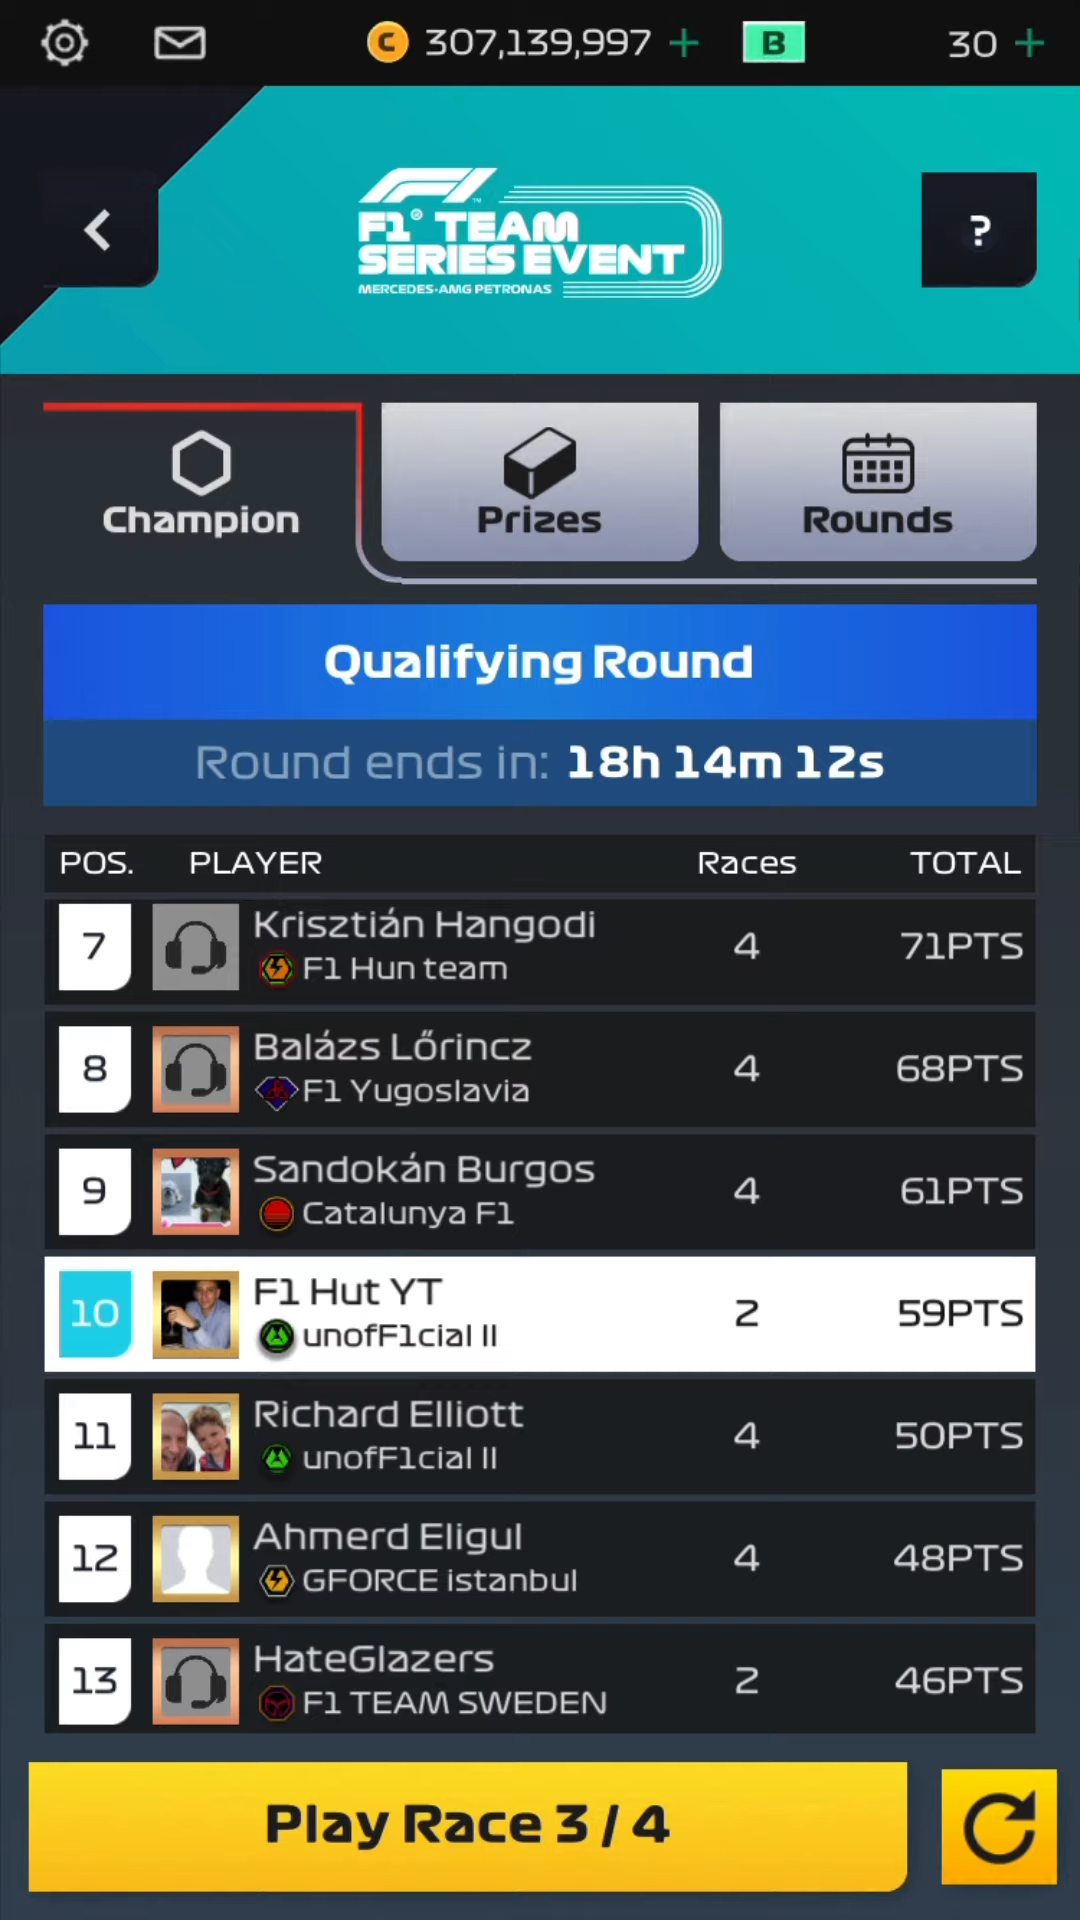 C 307,139,997 + B 30 +
F1® TEAM
SERIES EVENT
MERCEDES-AMG PETRONAS
?
Champion
Prizes
Rounds
Qualifying Round
Round ends in: 18h 14m 12s
POS. PLAYER Races TOTAL
7 Krisztián Hangodi 4 71PTS
F1 Hun team
8 Balázs Lőrincz 4 68PTS
F1 Yugoslavia
9 Sandokán Burgos 4 61PTS
Catalunya F1
10 F1 Hut YT 2 59PTS
unofF1cial II
11 Richard Elliott 4 50PTS
unofF1cial II
12 Ahmerd Eligul 4 48PTS
GFORCE istanbul
13 HateGlazers 2 46PTS
F1 TEAM SWEDEN
Play Race 3 / 4